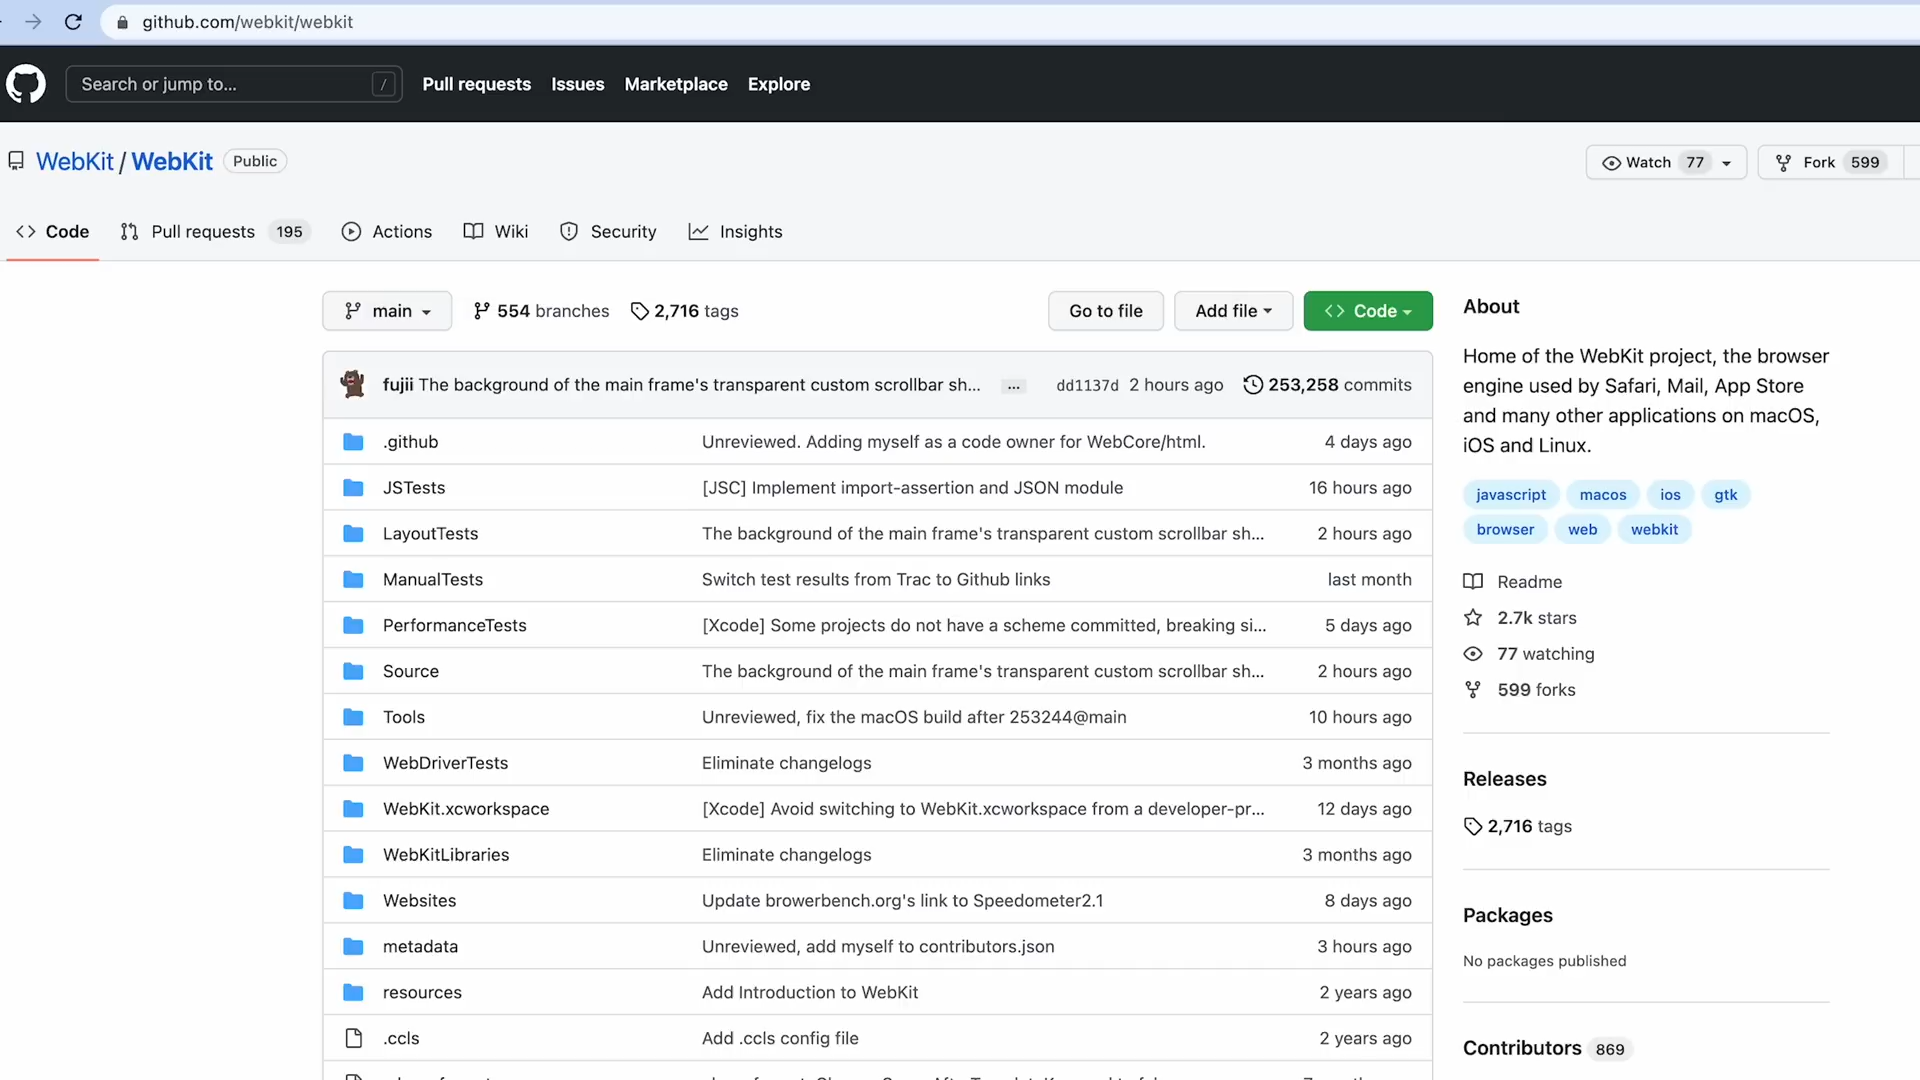 github.com/webkit/webkit
Search or jump to... /
Pull requests Issues Marketplace Explore
WebKit / WebKit Public
Watch 77 Fork 599
Code Pull requests 195 Actions Wiki Security Insights
main 554 branches 2,716 tags Go to file Add file Code
fujii The background of the main frame's transparent custom scrollbar sh... ... dd1137d 2 hours ago 253,258 commits
.github Unreviewed. Adding myself as a code owner for WebCore/html. 4 days ago
JSTests [JSC] Implement import-assertion and JSON module 16 hours ago
LayoutTests The background of the main frame's transparent custom scrollbar sh... 2 hours ago
ManualTests Switch test results from Trac to Github links last month
PerformanceTests [Xcode] Some projects do not have a scheme committed, breaking si... 5 days ago
Source The background of the main frame's transparent custom scrollbar sh... 2 hours ago
Tools Unreviewed, fix the macOS build after 253244@main 10 hours ago
WebDriverTests Eliminate changelogs 3 months ago
WebKit.xcworkspace [Xcode] Avoid switching to WebKit.xcworkspace from a developer-pr... 12 days ago
WebKitLibraries Eliminate changelogs 3 months ago
Websites Update browerbench.org's link to Speedometer2.1 8 days ago
metadata Unreviewed, add myself to contributors.json 3 hours ago
resources Add Introduction to WebKit 2 years ago
.ccls Add .ccls config file 2 years ago
About
Home of the WebKit project, the browser
engine used by Safari, Mail, App Store
and many other applications on macOS,
iOS and Linux.
javascript macos ios gtk
browser web webkit
Readme
2.7k stars
77 watching
599 forks
Releases
2,716 tags
Packages
No packages published
Contributors 869